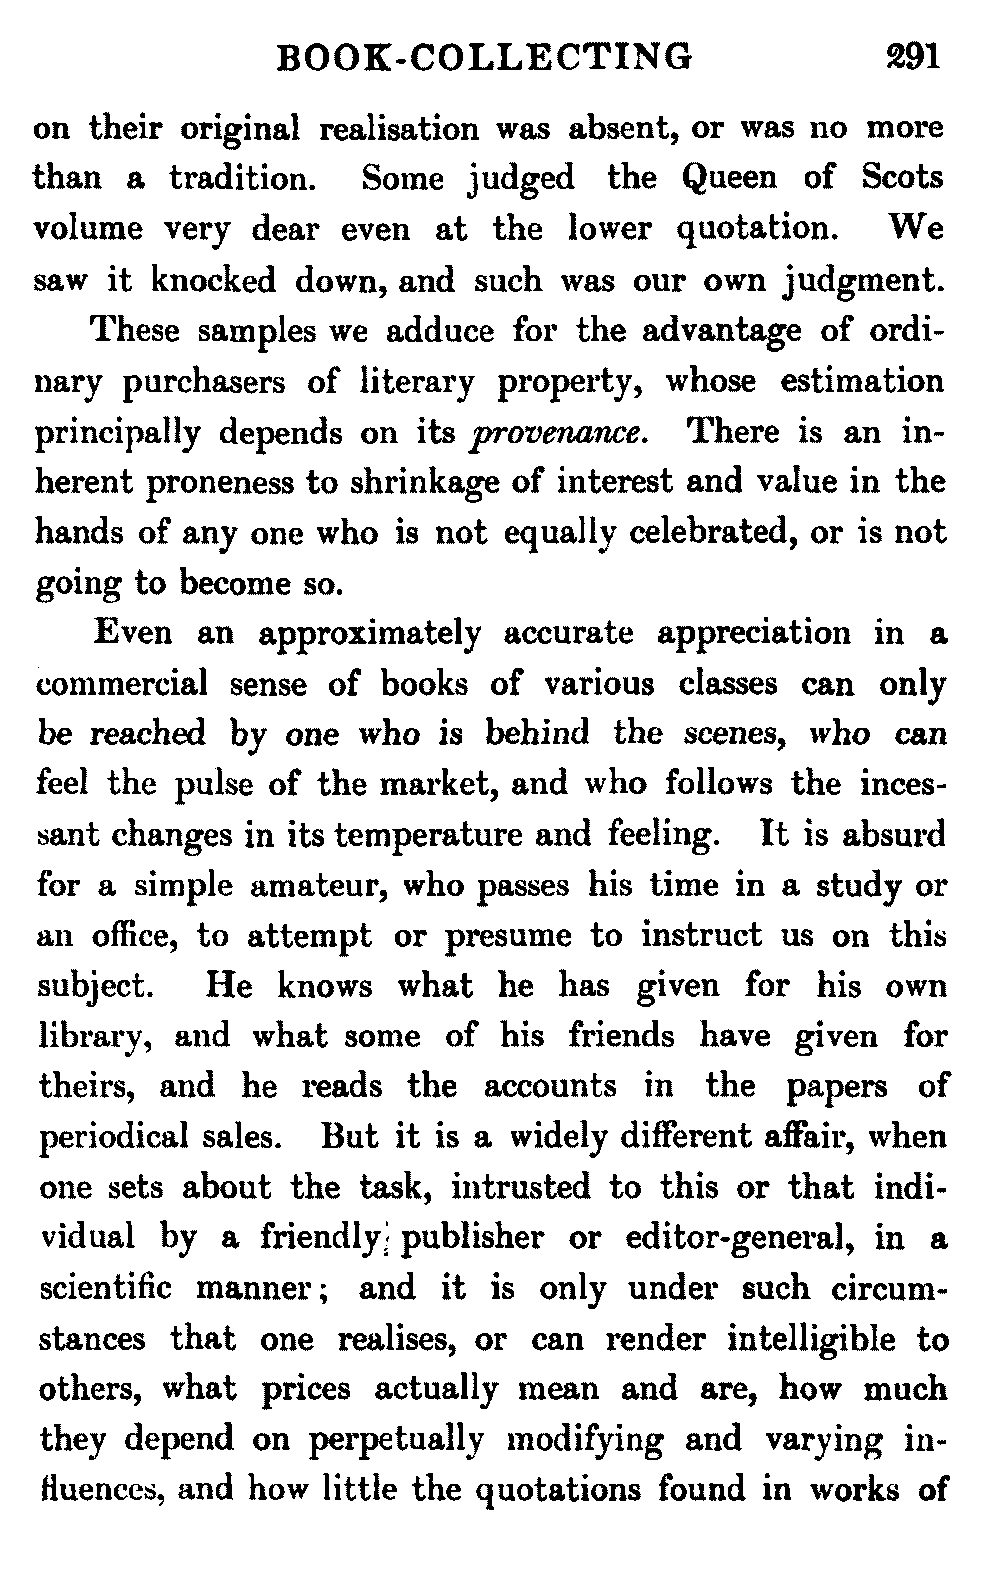 BOOK-COLLECTING 291
on their original realisation was absent, or was no more
than a tradition. Some judged the Queen of Scots
volume very dear even at the lower quotation. We
saw it knocked down, and such was our own judgment.
These samples we adduce for the advantage of ordi-
nary purchasers of literary property, whose estimation
principally depends on its provenance. There is an in-
herent proneness to shrinkage of interest and value in the
hands of any one who is not equally celebrated, or is not
going to become so.
Even an approximately accurate appreciation in a
commercial sense of books of various classes can only
be reached by one who is behind the scenes, who can
feel the pulse of the market, and who follows the inces-
sant changes in its temperature and feeling. It is absurd
for a simple amateur, who passes his time in a study or
an office, to attempt or presume to instruct us on this
subject. He knows what he has given for his own
library, and what some of his friends have given for
theirs, and he reads the accounts in the papers of
periodical sales. But it is a widely different affair, when
one sets about the task, intrusted to this or that indi-
vidual by a friendly publisher or editor-general, in a
scientific manner; and it is only under such circum-
stances that one realises, or can render intelligible to
others, what prices actually mean and are, how much
they depend on perpetually modifying and varying in-
fluences, and how little the quotations found in works of